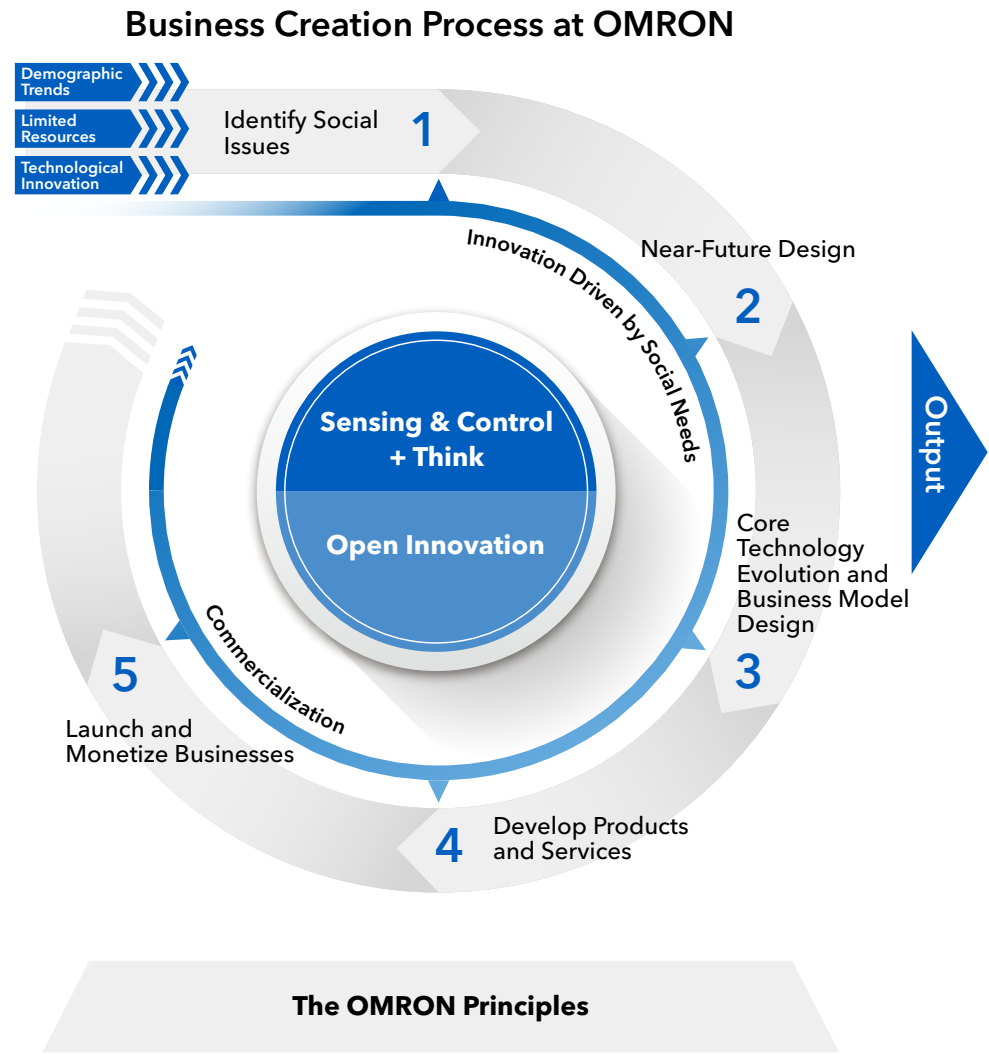 Business Creation Process at OMRON
Demographic
Trends
Limited
Resources
Technological
Innovation
Identify Social
Issues
1
Innovation Driven by Social Needs
Near-Future Design
2
Output
Sensing & Control
+ Think
Open Innovation
Core
Technology
Evolution and
Business Model
Design
3
Commercialization
5
Launch and
Monetize Businesses
4
Develop Products
and Services
The OMRON Principles